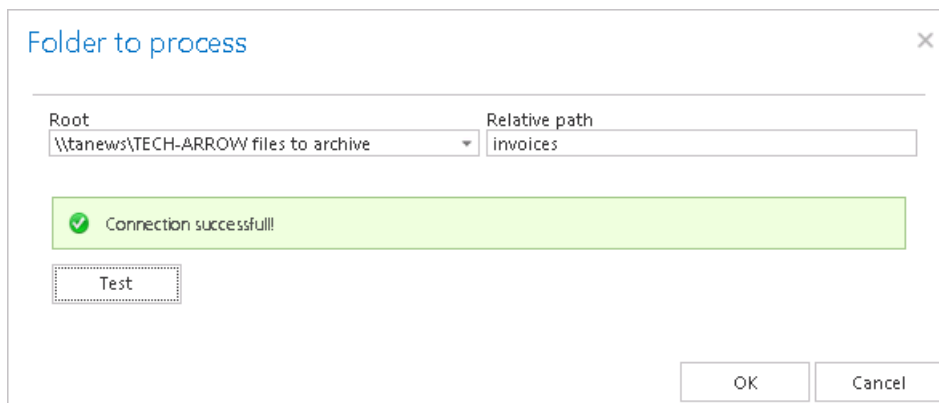 Folder to process
Root
Relative path
\\tanews\TECH-ARROW files to archive
invoices
Connection successfull!
Test
OK
Cancel